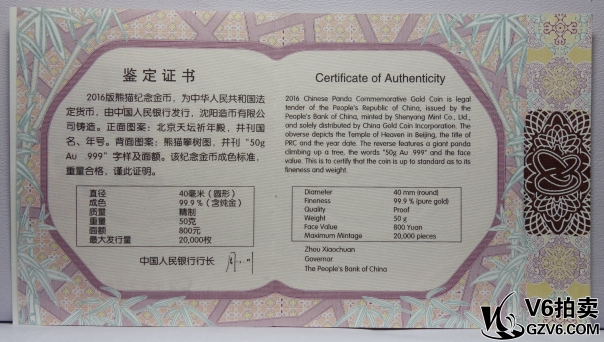 鉴定证书
2016版熊猫纪念金币，为中华人民共和国法
定货币，由中国人民银行发行，沈阳造币有限公
司铸造。正面图案：北京天坛祈年殿，并刊国
名、年号。背面图案：熊猫攀树图，并刊"50g
Au .999"字样及面额。该纪念金币成色标准，
重量合格，谨此证明。
直径 40毫米（圆形）
成色 99.9％（含纯金）
质量 精制
重量 50克
面额 800元
最大发行量 20,000枚
中国人民银行行长
Certificate of Authenticity
2016 Chinese Panda Commemorative Gold Coin is legal
tender of the People's Republic of China, issued by the
People's Bank of China, minted by Shenyang Mint Co., Ltd.,
and solely distributed by China Gold Coin Incorporation. The
obverse depicts the Temple of Heaven in Beijing, the title of
PRC and the year date. The reverse features a giant panda
climbing up a tree, the words "50g Au .999" and the face
value. This is to certify that the coin is up to standard as to its
fineness and weight.
Diameter 40 mm (round)
Fineness 99.9 % (pure gold)
Quality Proof
Weight 50 g
Face Value 800 Yuan
Maximum Mintage 20,000 pieces
Zhou Xiaochuan
Governor
The People's Bank of China
V6拍卖
GZV6.COM